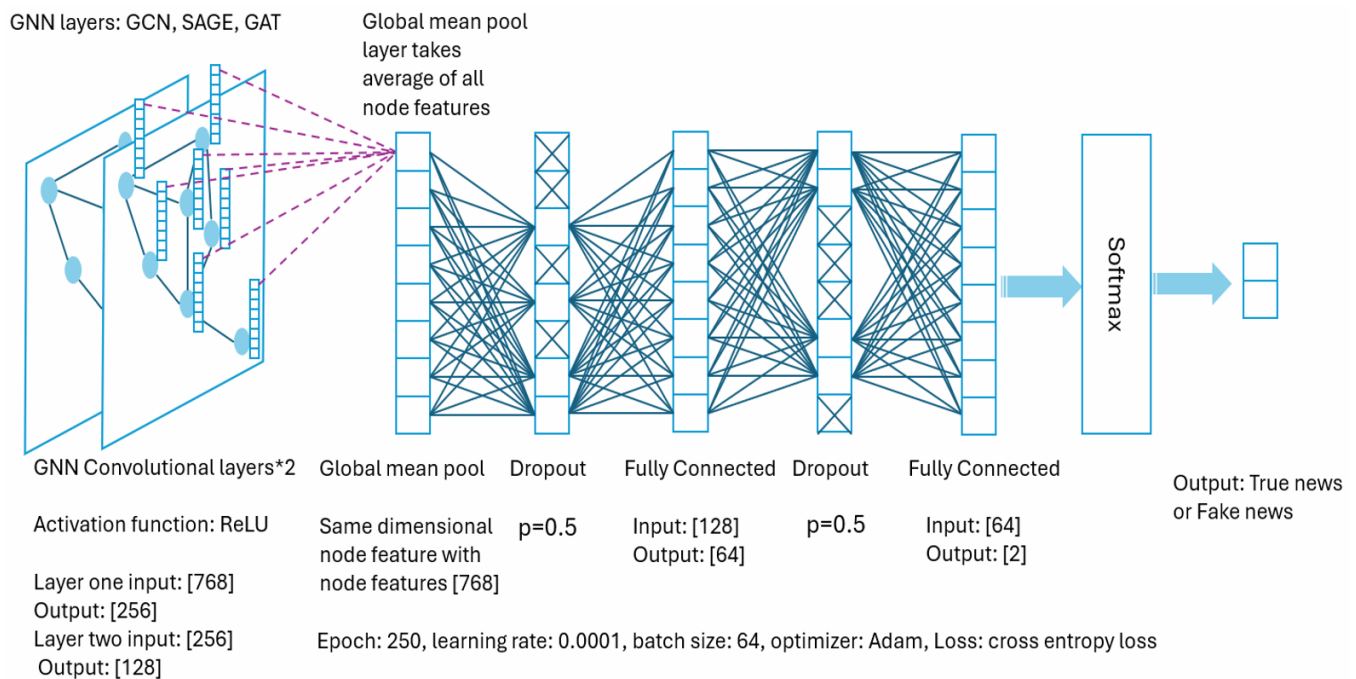 GNN layers: GCN, SAGE, GAT
Global mean pool
layer takes
average of all
node features
Softmax
GNN Convolutional layers*2
Activation function: ReLU
Layer one input: [768]
Output: [256]
Layer two input: [256]
Output: [128]
Global mean pool
Same dimensional
node feature with
node features [768]
Dropout
p=0.5
Fully Connected
Input: [128]
Output: [64]
Dropout
p=0.5
Fully Connected
Input: [64]
Output: [2]
Output: True news
or Fake news
Epoch: 250, learning rate: 0.0001, batch size: 64, optimizer: Adam, Loss: cross entropy loss